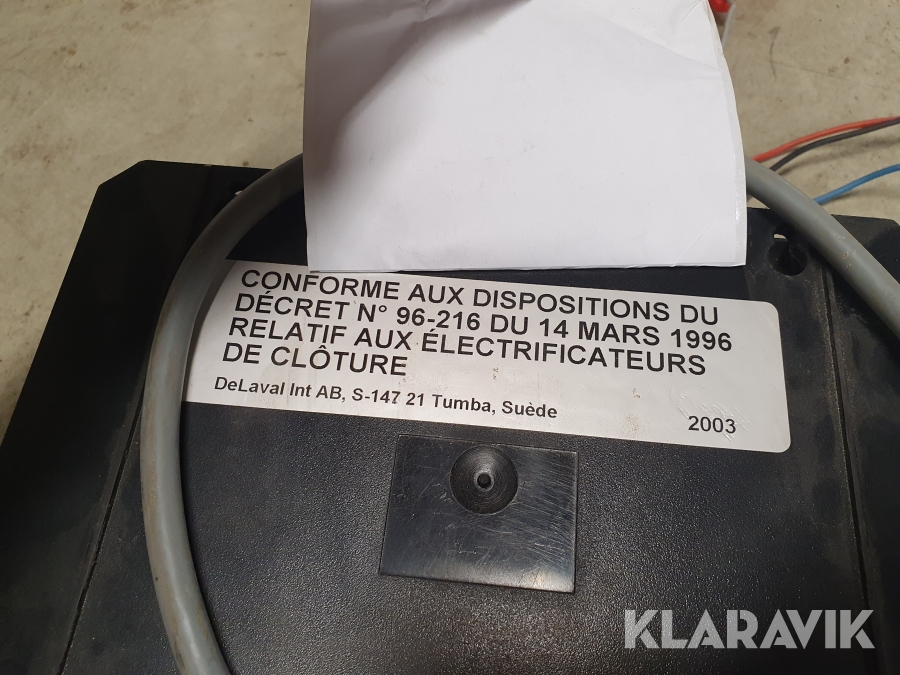 CONFORME AUX DISPOSITIONS DU
DÉCRET N° 96-216 DU 14 MARS 1996
RELATIF AUX ÉLECTRIFICATEURS
DE CLÔTURE
DeLaval Int AB, S-147 21 Tumba, Suède
2003
KLARAVIK